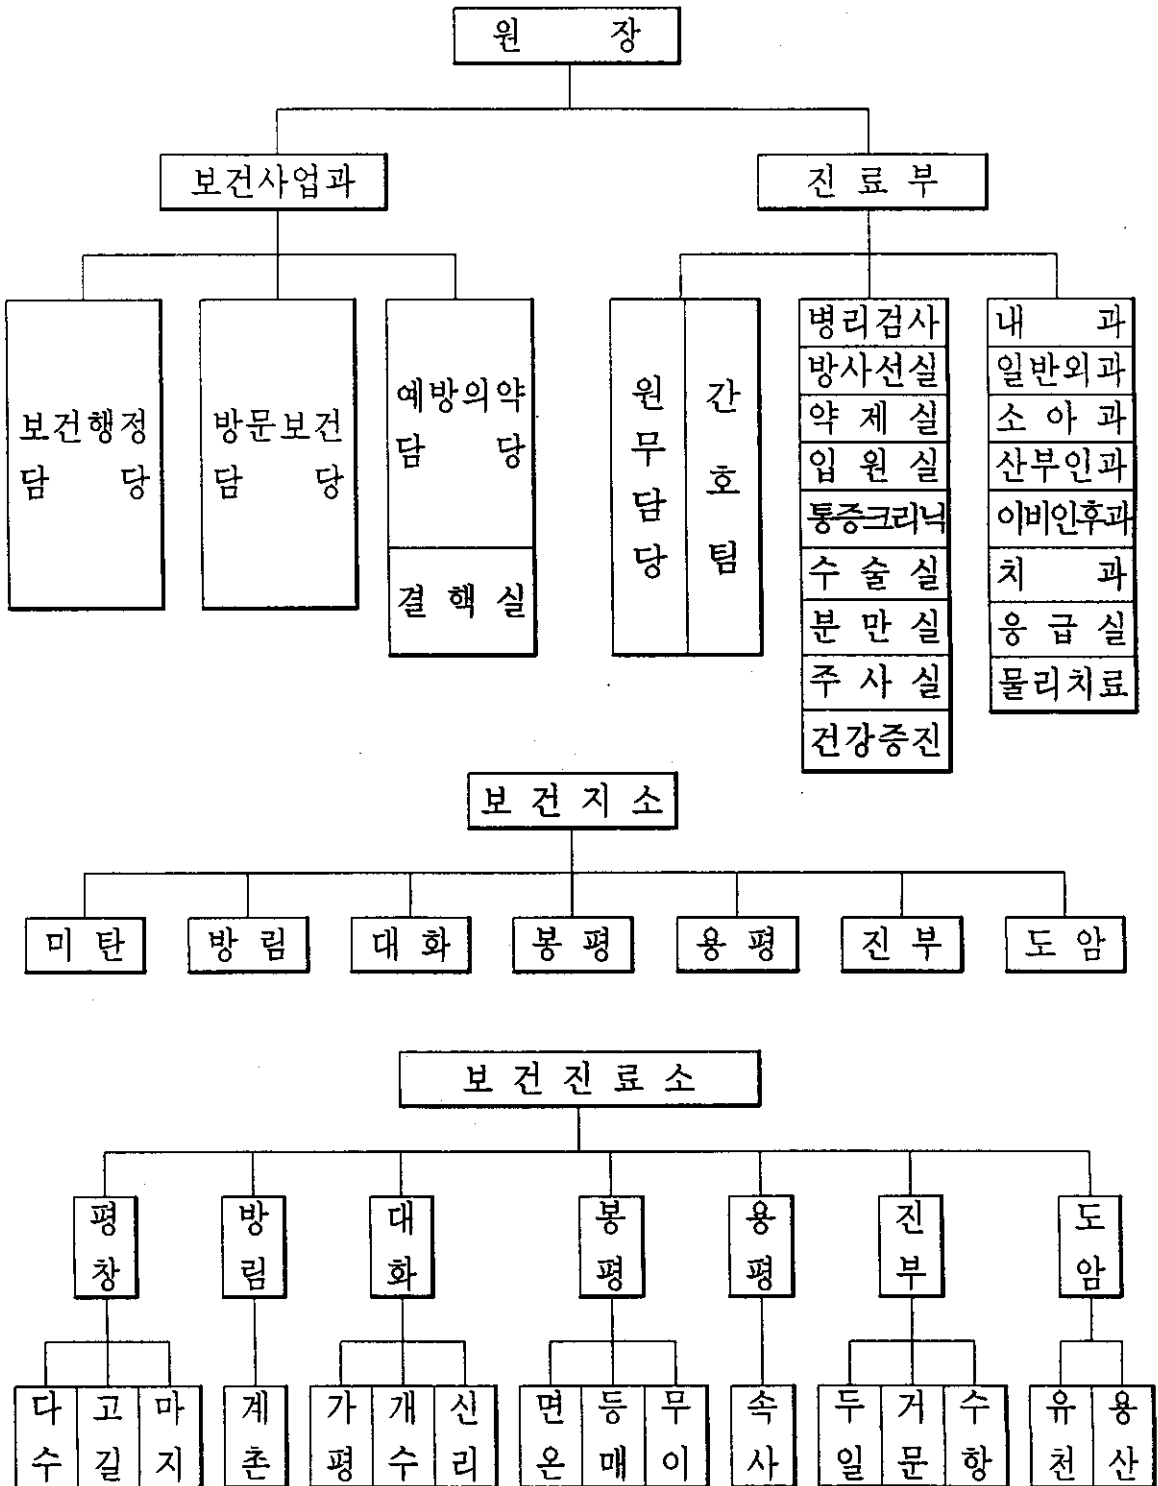 원 장
보건사업과
진 료 부
보건행정
담 당
방문보건
담 당
예방의약
담 당
결 핵 실
원무담당
간호팀
병리검사
방사선실
약 제 실
입 원 실
통증크리닉
수 술 실
분 만 실
주 사 실
건강증진
내 과
일반외과
소 아 과
산부인과
이비인후과
치 과
응 급 실
물리치료
보 건 지 소
미 탄
방 림
대 화
봉 평
용 평
진 부
도 암
보 건 진 료 소
평창
방림
대화
봉평
용평
진부
도암
다수
고길
마지
계촌
가평
개수
신리
면온
등매
무이
속사
두일
거문
수항
유천
용산